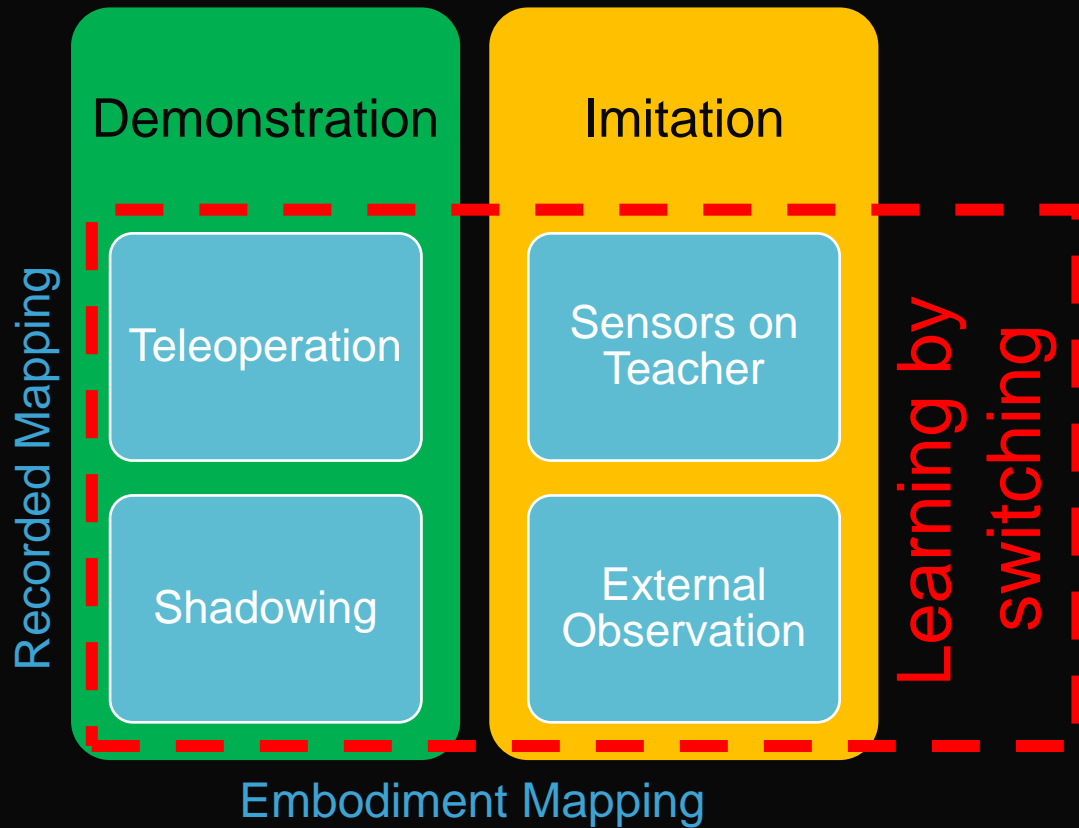 Demonstration
Imitation
Recorded Mapping
Teleoperation
Sensors on
Teacher
Shadowing
External
Observation
Learning by
switching
Embodiment Mapping